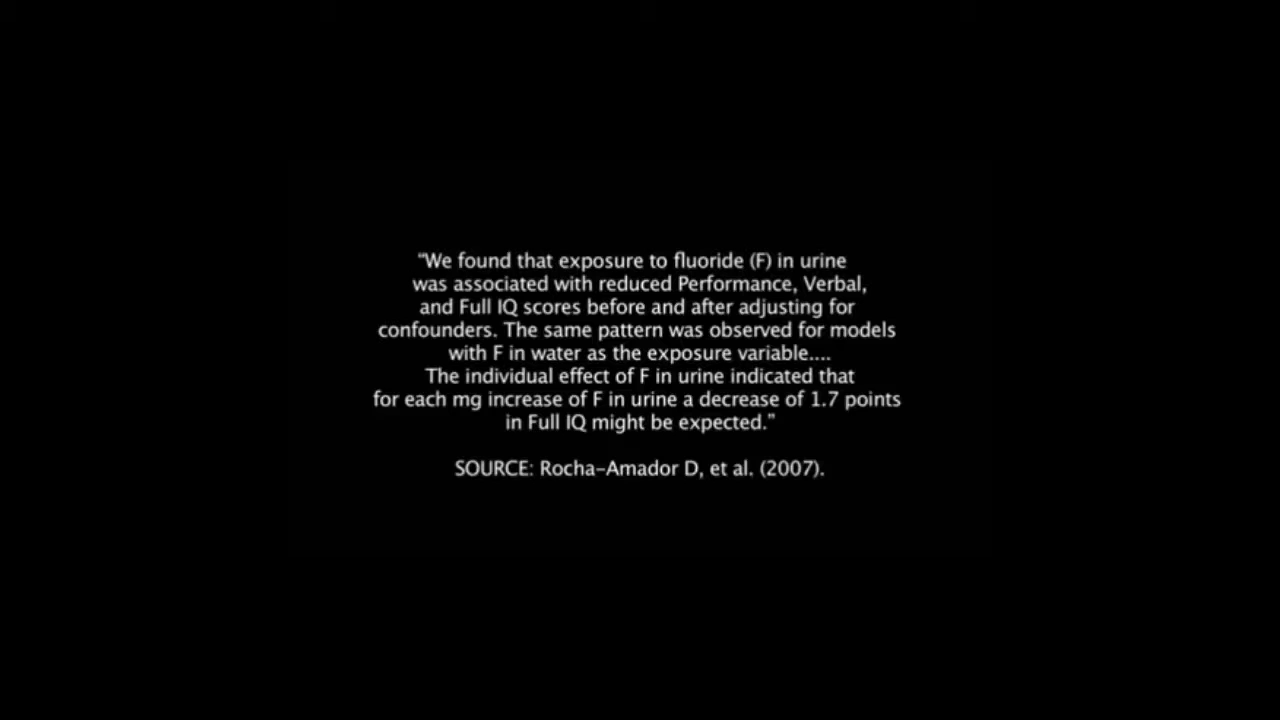 “We found that exposure to fluoride (F) in urine
was associated with reduced Performance, Verbal,
and Full IQ scores before and after adjusting for
confounders. The same pattern was observed for models
with F in water as the exposure variable....
The individual effect of F in urine indicated that
for each mg increase of F in urine a decrease of 1.7 points
in Full IQ might be expected.”
SOURCE: Rocha–Amador D, et al. (2007).